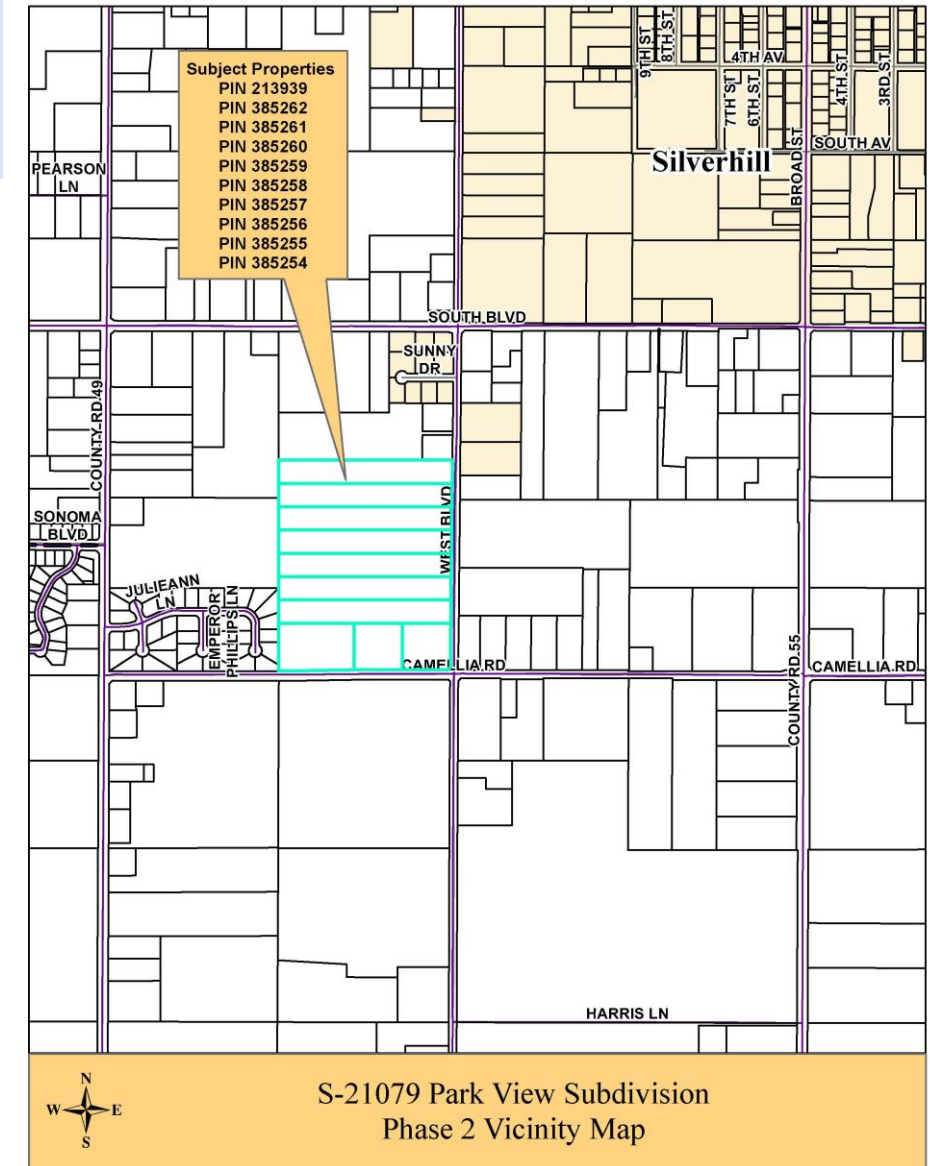 Subject Properties
PIN 213939
PIN 385262
PIN 385261
PIN 385260
PIN 385259
PIN 385258
PIN 385257
PIN 385256
PIN 385255
PIN 385254
9TH ST
8TH ST
4TH AV
7TH ST
6TH ST
BROAD ST
4TH ST
3RD ST
SOUTH AV
Silverhill
PEARSON
LN
SOUTH BLVD
SUNNY
DR
COUNTY RD 49
WEST BLVD
SONOMA
BLVD
JULIEANN
LN
EMPEROR
PHILLIPS LN
CAMELLIA RD
COUNTY RD 55
CAMELLIA RD
HARRIS LN
N
W
E
S
S-21079 Park View Subdivision
Phase 2 Vicinity Map